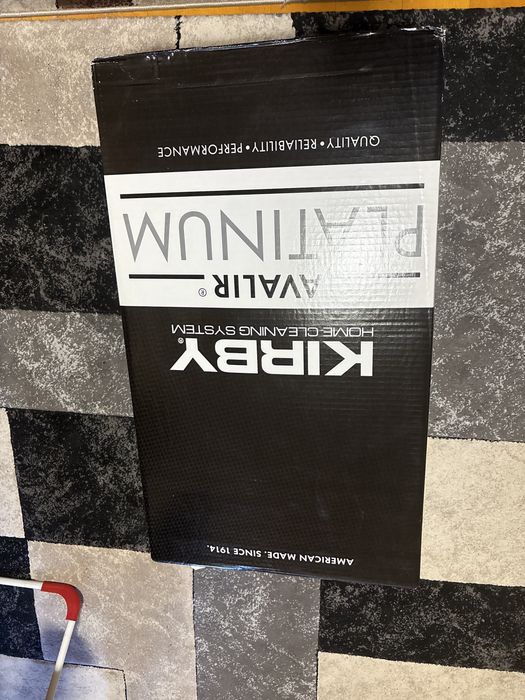 AMERICAN MADE. SINCE 1914.
KIRBY®
HOME CLEANING SYSTEM
AVALIR®
PLATINUM
QUALITY • RELIABILITY • PERFORMANCE